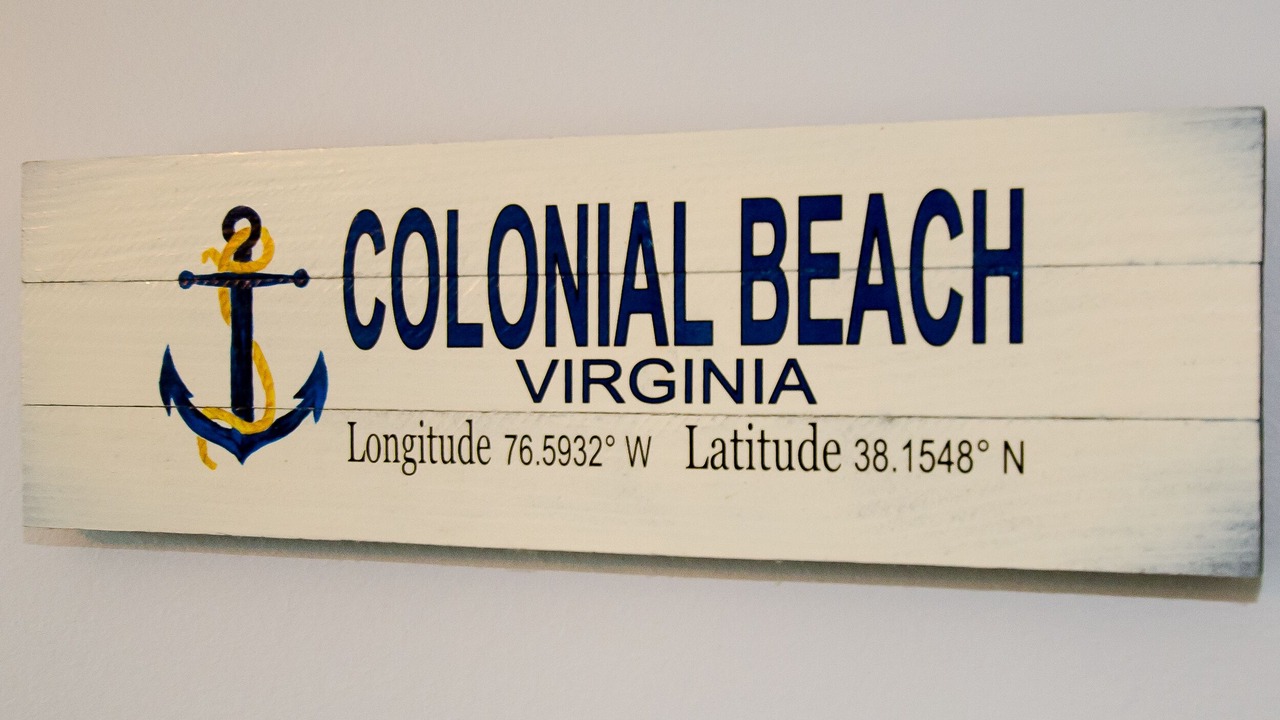 COLONIAL BEACH
VIRGINIA
Longitude 76.5932° W Latitude 38.1548° N